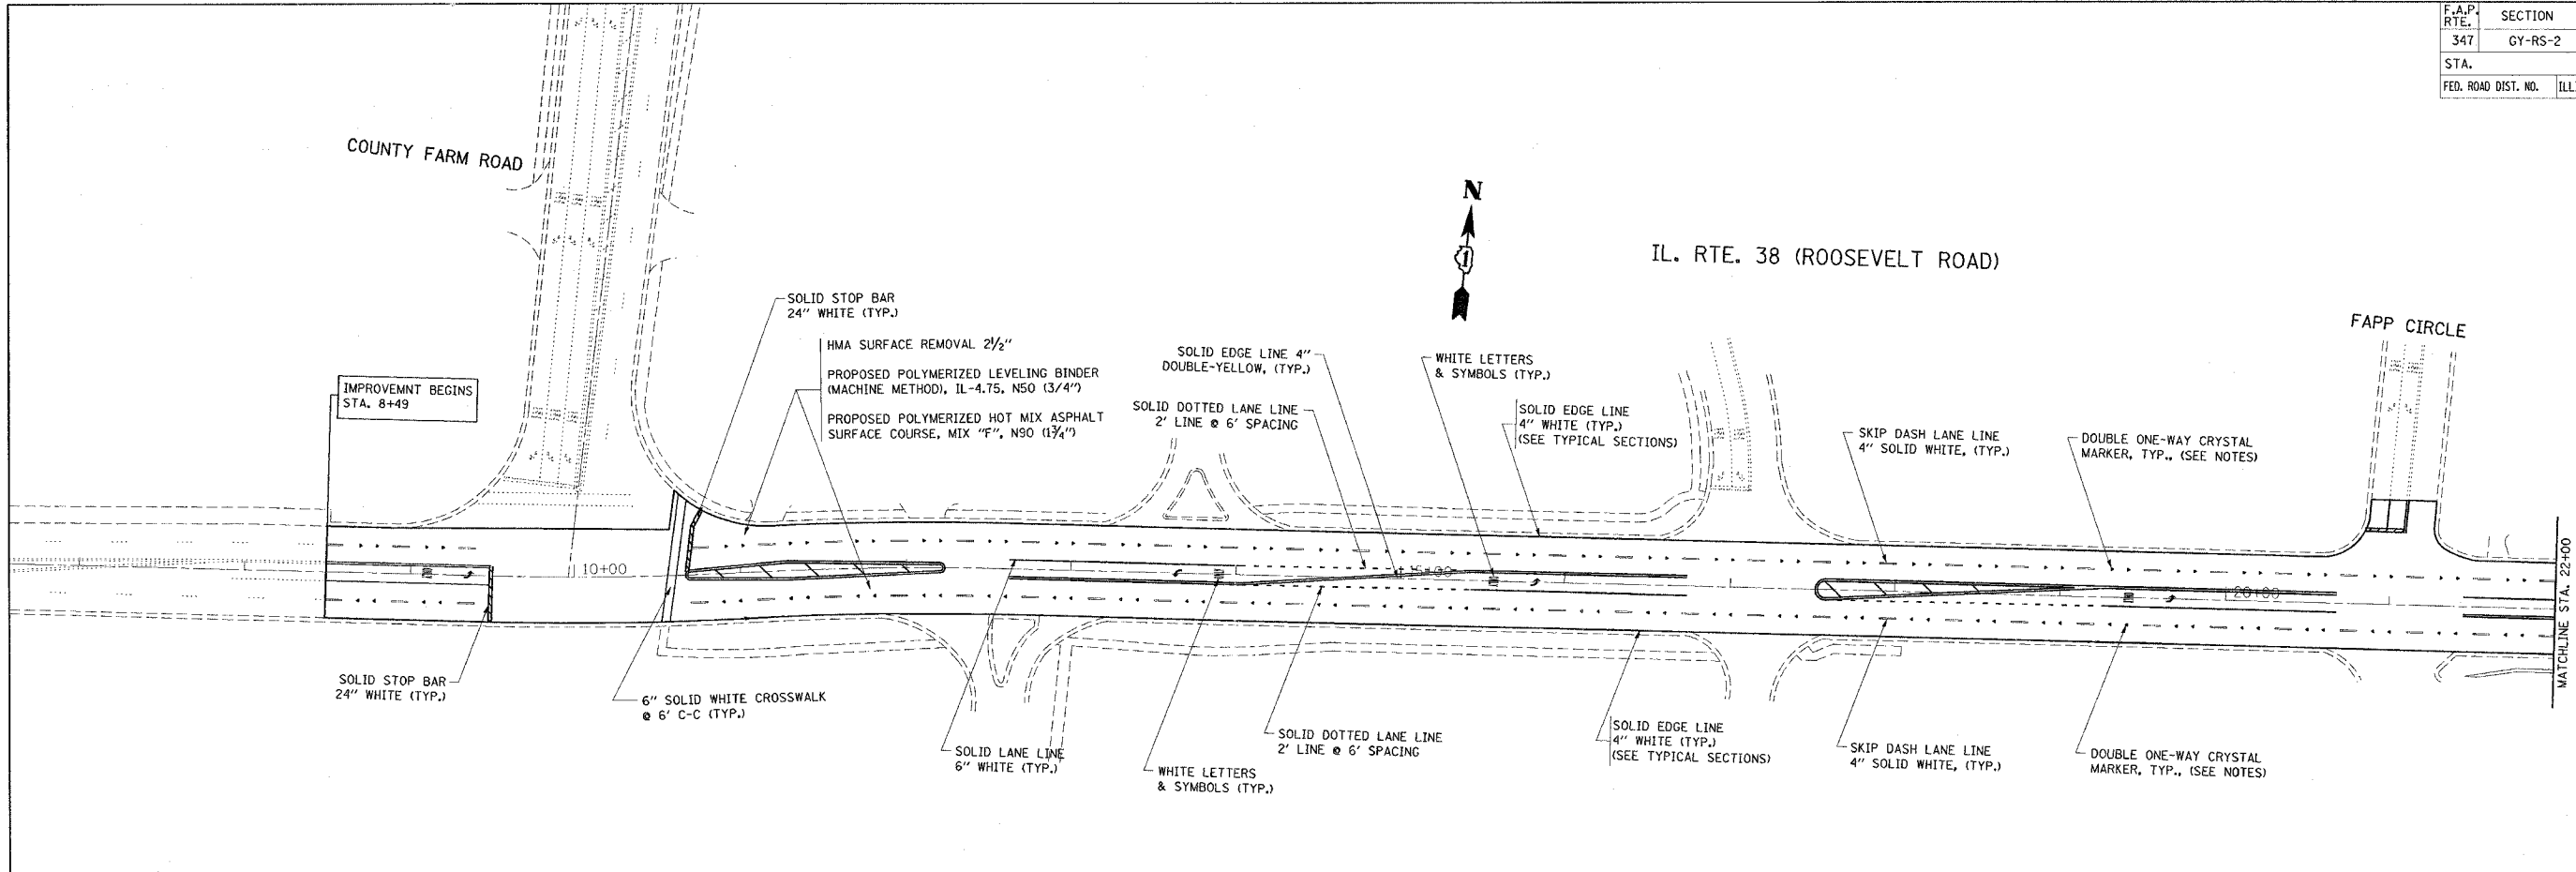 F.A.P. RTE. SECTION
347 GY-RS-2
STA.
FED. ROAD DIST. NO.
COUNTY FARM ROAD
N
IL. RTE. 38 (ROOSEVELT ROAD)
FAPP CIRCLE
SOLID STOP BAR
24" WHITE (TYP.)
HMA SURFACE REMOVAL 2½"
PROPOSED POLYMERIZED LEVELING BINDER
(MACHINE METHOD), IL-4.75, N50 (3/4")
PROPOSED POLYMERIZED HOT MIX ASPHALT
SURFACE COURSE, MIX "F", N90 (1¾")
IMPROVEMNT BEGINS
STA. 8+49
SOLID EDGE LINE 4"
DOUBLE-YELLOW, (TYP.)
SOLID DOTTED LANE LINE
2' LINE @ 6' SPACING
WHITE LETTERS
& SYMBOLS (TYP.)
SOLID EDGE LINE
4" WHITE (TYP.)
(SEE TYPICAL SECTIONS)
SKIP DASH LANE LINE
4" SOLID WHITE, (TYP.)
DOUBLE ONE-WAY CRYSTAL
MARKER, TYP., (SEE NOTES)
10+00
20+00
MATCHLINE STA. 22+00
SOLID STOP BAR
24" WHITE (TYP.)
6" SOLID WHITE CROSSWALK
@ 6' C-C (TYP.)
SOLID LANE LINE
6" WHITE (TYP.)
WHITE LETTERS
& SYMBOLS (TYP.)
SOLID DOTTED LANE LINE
2' LINE @ 6' SPACING
SOLID EDGE LINE
4" WHITE (TYP.)
(SEE TYPICAL SECTIONS)
SKIP DASH LANE LINE
4" SOLID WHITE, (TYP.)
DOUBLE ONE-WAY CRYSTAL
MARKER, TYP., (SEE NOTES)